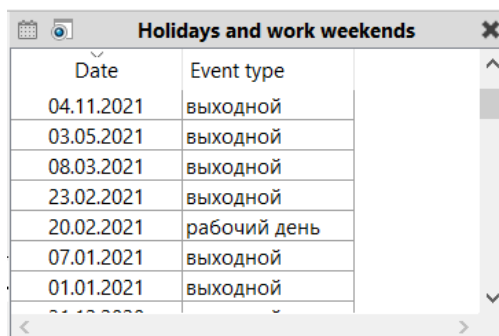 Holidays and work weekends
Date Event type
04.11.2021 выходной
03.05.2021 выходной
08.03.2021 выходной
23.02.2021 выходной
20.02.2021 рабочий день
07.01.2021 выходной
01.01.2021 выходной